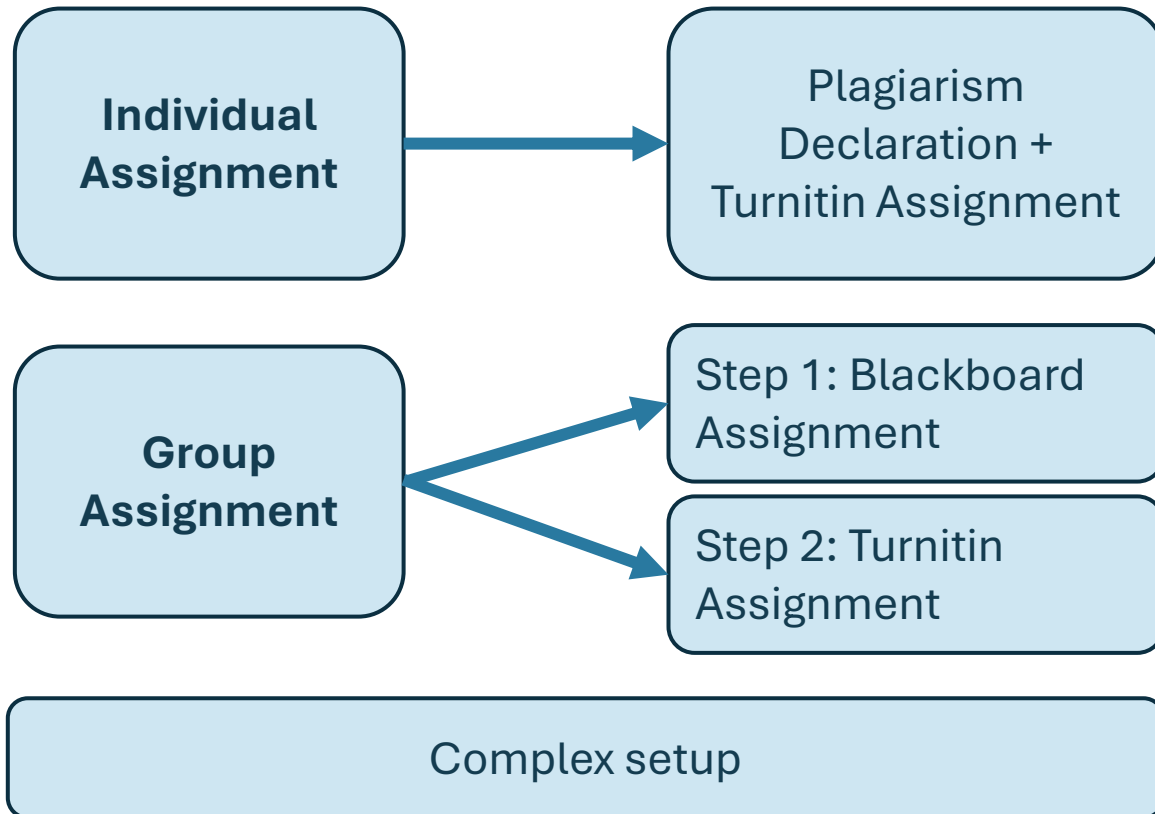 Individual
Assignment
Plagiarism
Declaration +
Turnitin Assignment
Group
Assignment
Step 1: Blackboard
Assignment
Step 2: Turnitin
Assignment
Complex setup